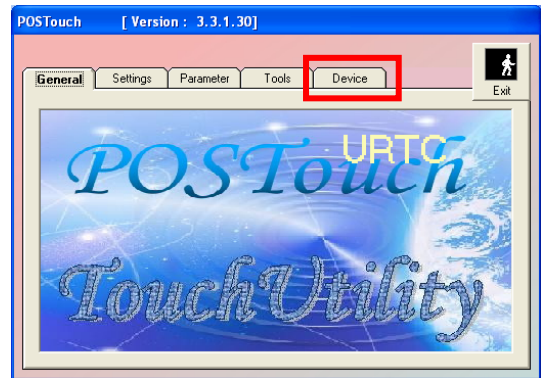 POSTouch [ Version : 3.3.1.30]
General Settings Parameter Tools Device
Exit
URTC
POSTouch
TouchUtility